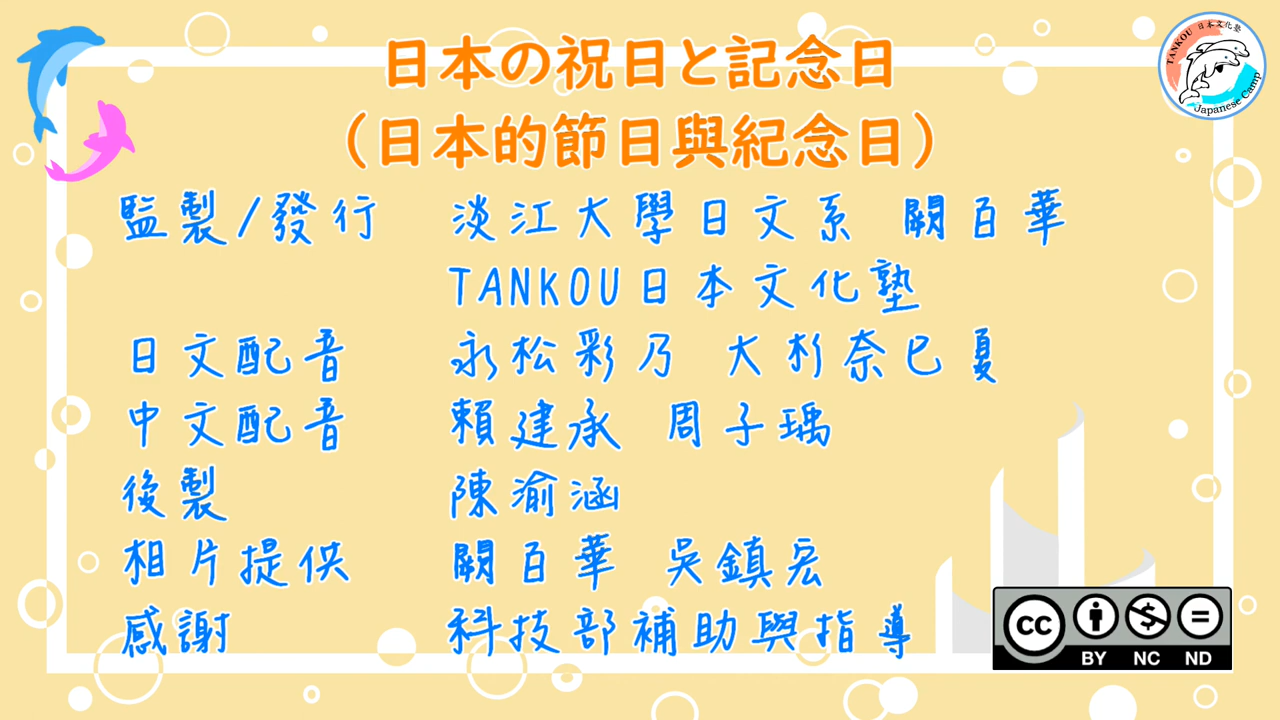 日本の祝日と記念日
（日本的節日與紀念日）
監製/發行 淡江大學日文系 闕百華
TANKOU日本文化塾
日文配音 永松彩乃 大杉奈巳夏
中文配音 賴建承 周子瑀
後製 陳渝涵
相片提供 闕百華 吳鎮宏
感謝 科技部補助與指導
TANKOU 日本文化塾
Japanese Camp
cc
BY NC ND